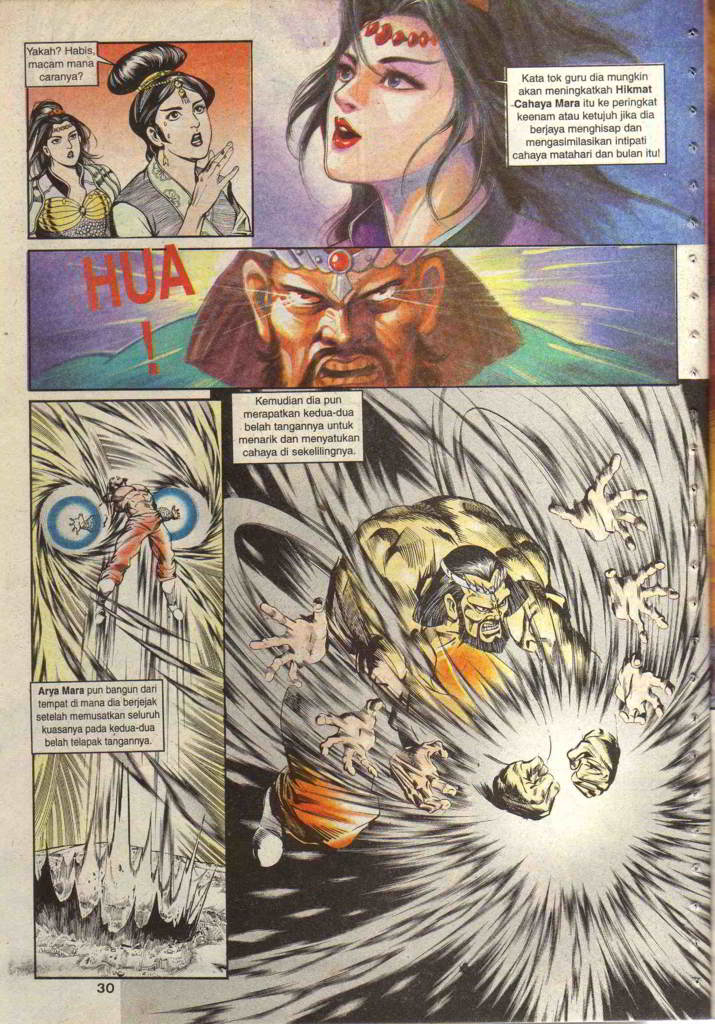 Yakah? Habis,
macam mana
caranya?
Kata tok guru dia mungkin
akan meningkatkah Hikmat
Cahaya Mara itu ke peringkat
keenam atau ketujuh jika dia
berjaya menghisap dan
mengasimilasikan intipati
cahaya matahari dan bulan itu!
HUA
!
Kemudian dia pun
merapatkan kedua-dua
belah tangannya untuk
menarik dan menyatukan
cahaya di sekelilingnya.
Arya Mara pun bangun dari
tempat di mana dia berjejak
setelah memusatkan seluruh
kuasanya pada kedua-dua
belah telapak tangannya.
30